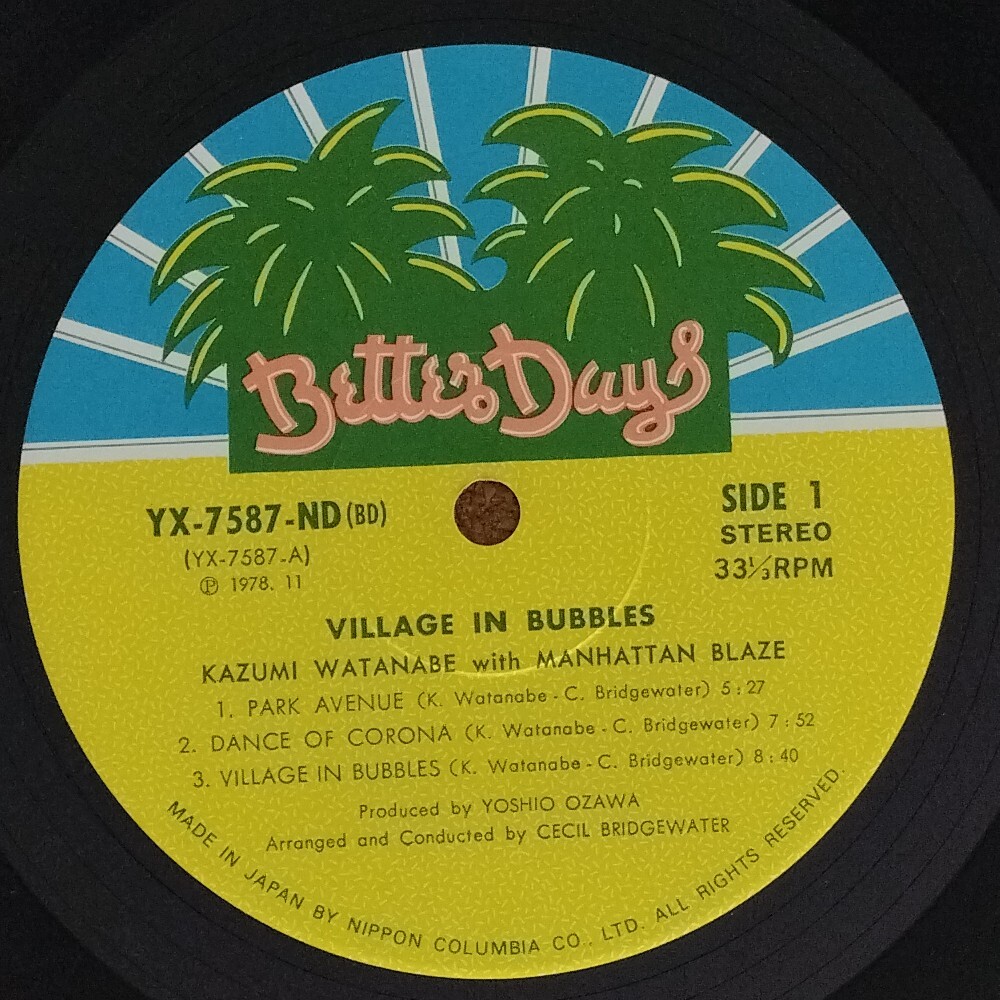 Better Days
YX-7587-ND (BD)
(YX-7587-A)
Ⓟ 1978. 11
SIDE 1
STEREO
33⅓RPM
VILLAGE IN BUBBLES
KAZUMI WATANABE with MANHATTAN BLAZE
1. PARK AVENUE (K. Watanabe - C. Bridgewater) 5:27
2. DANCE OF CORONA (K. Watanabe - C. Bridgewater) 7:52
3. VILLAGE IN BUBBLES (K. Watanabe - C. Bridgewater) 8:40
Produced by YOSHIO OZAWA
Arranged and Conducted by CECIL BRIDGEWATER
MADE IN JAPAN BY NIPPON COLUMBIA CO., LTD. ALL RIGHTS RESERVED.